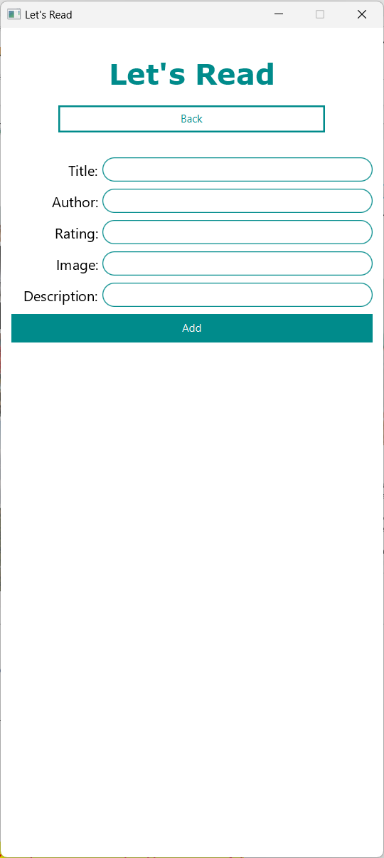 Let's Read
Let's Read
Back
Title:
Author:
Rating:
Image:
Description:
Add